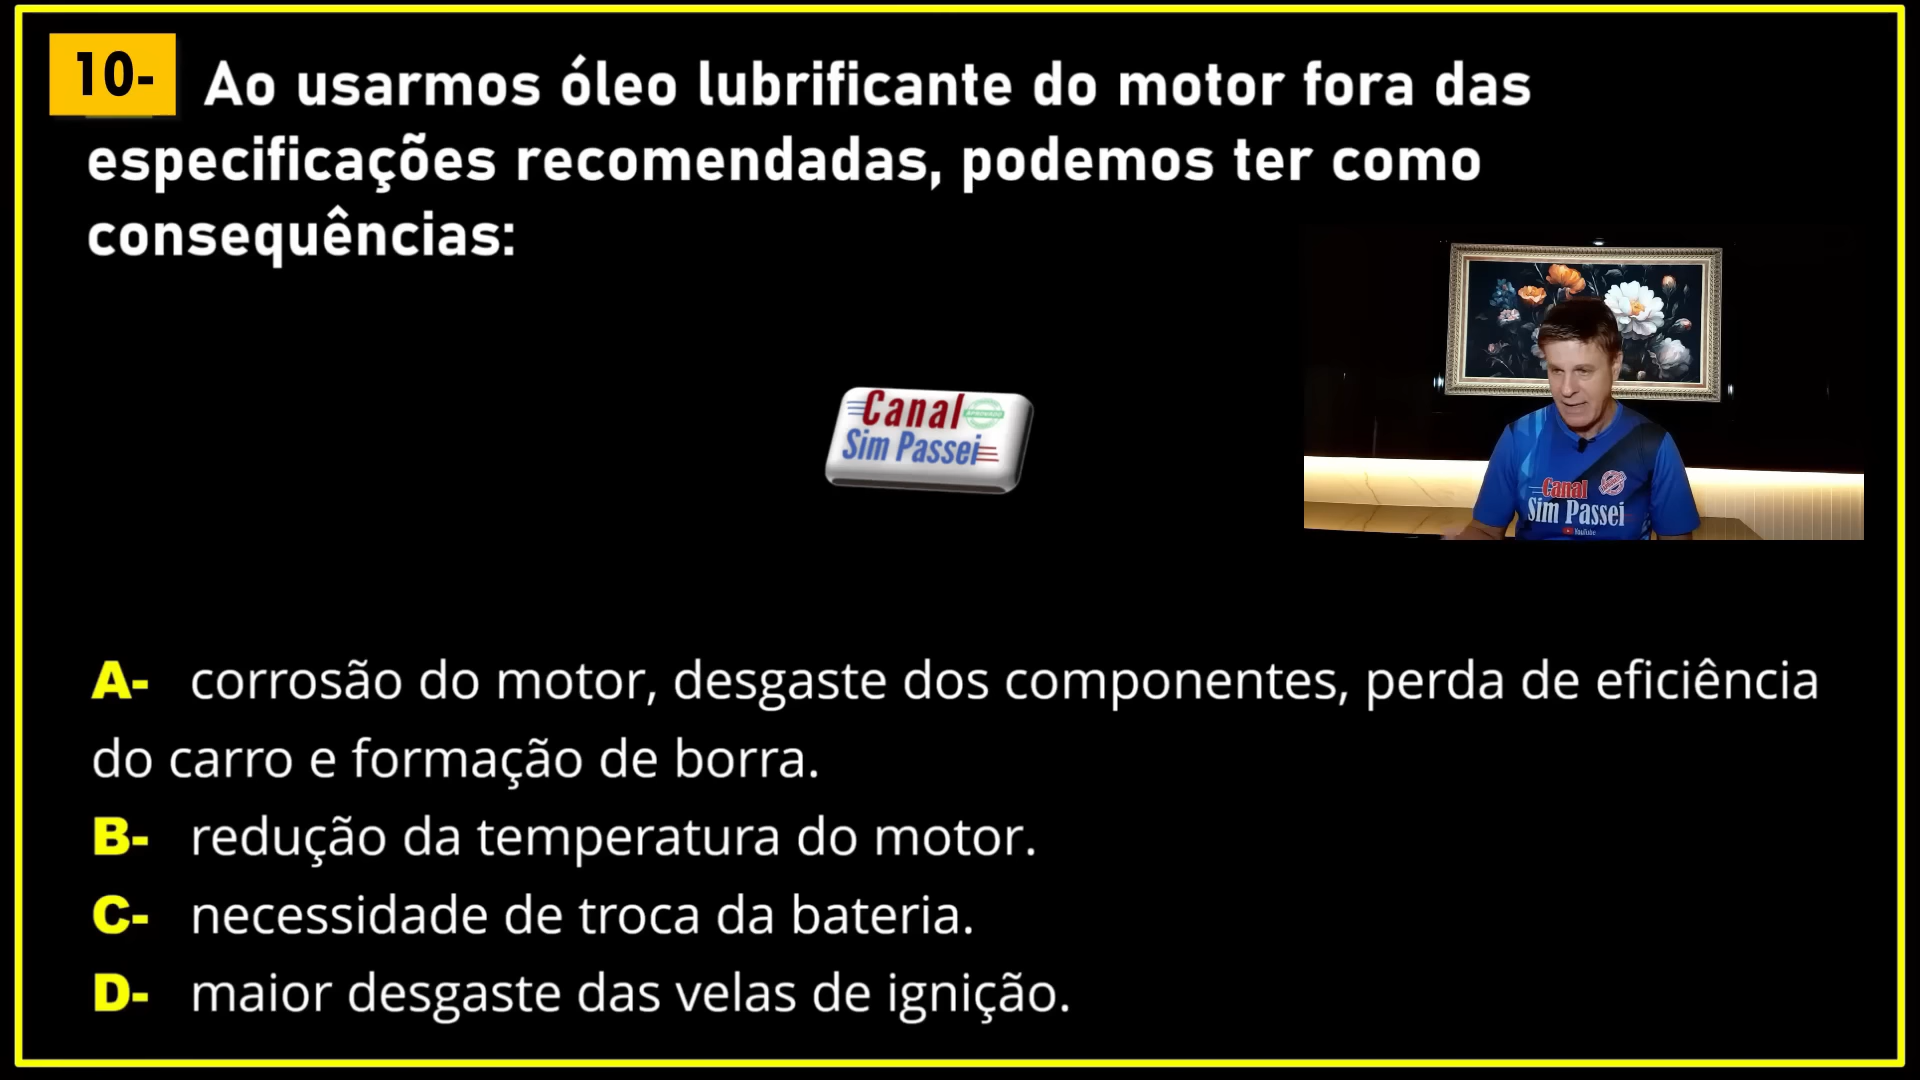 10- Ao usarmos óleo lubrificante do motor fora das
especificações recomendadas, podemos ter como
consequências:
Canal
APROVADO
Sim Passei
Canal
Sim Passei
YouTube
A- corrosão do motor, desgaste dos componentes, perda de eficiência
do carro e formação de borra.
B- redução da temperatura do motor.
C- necessidade de troca da bateria.
D- maior desgaste das velas de ignição.